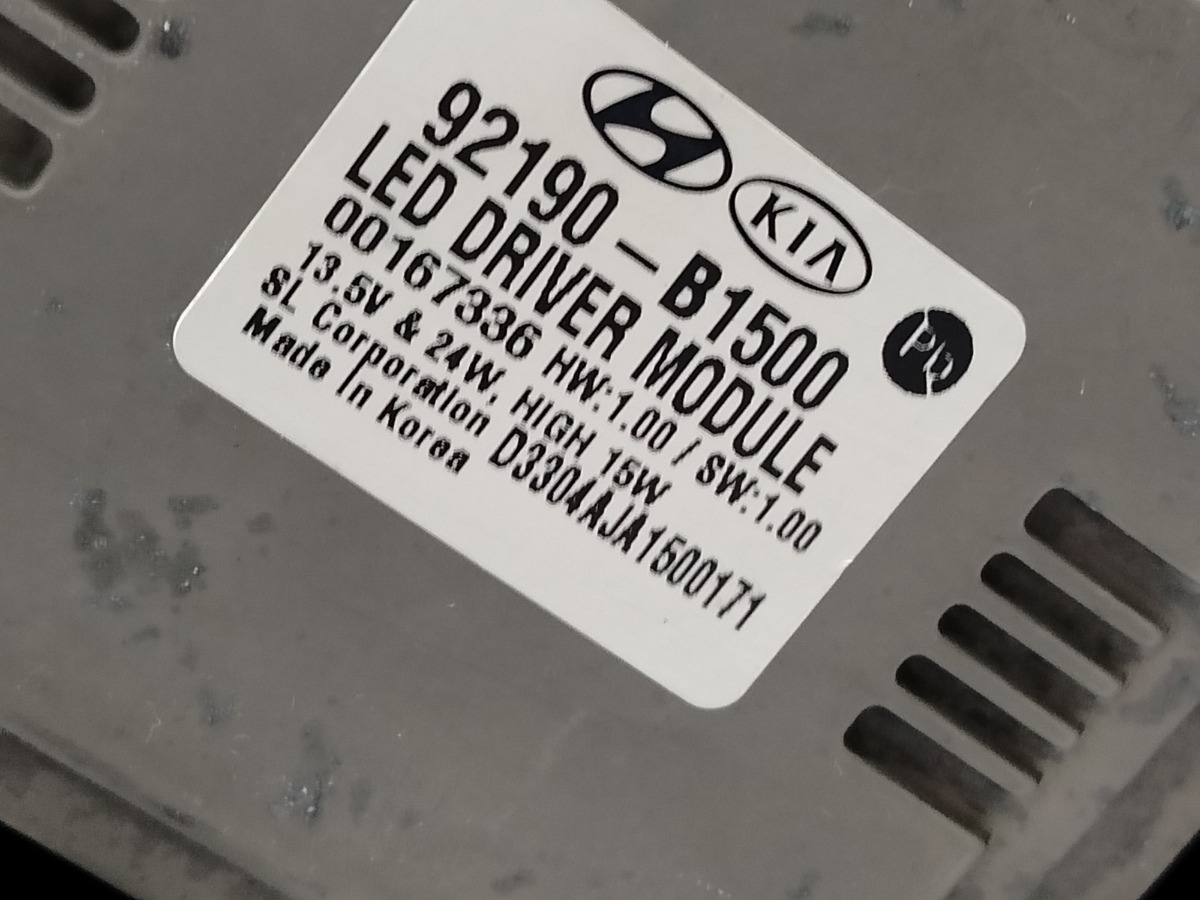 KIA
92190-B1500
Pb
LED DRIVER MODULE
00167336 HW:1.00 / SW:1.00
13.5V & 24W, HIGH 15W
SL Corporation D3304AJA1500171
Made In Korea